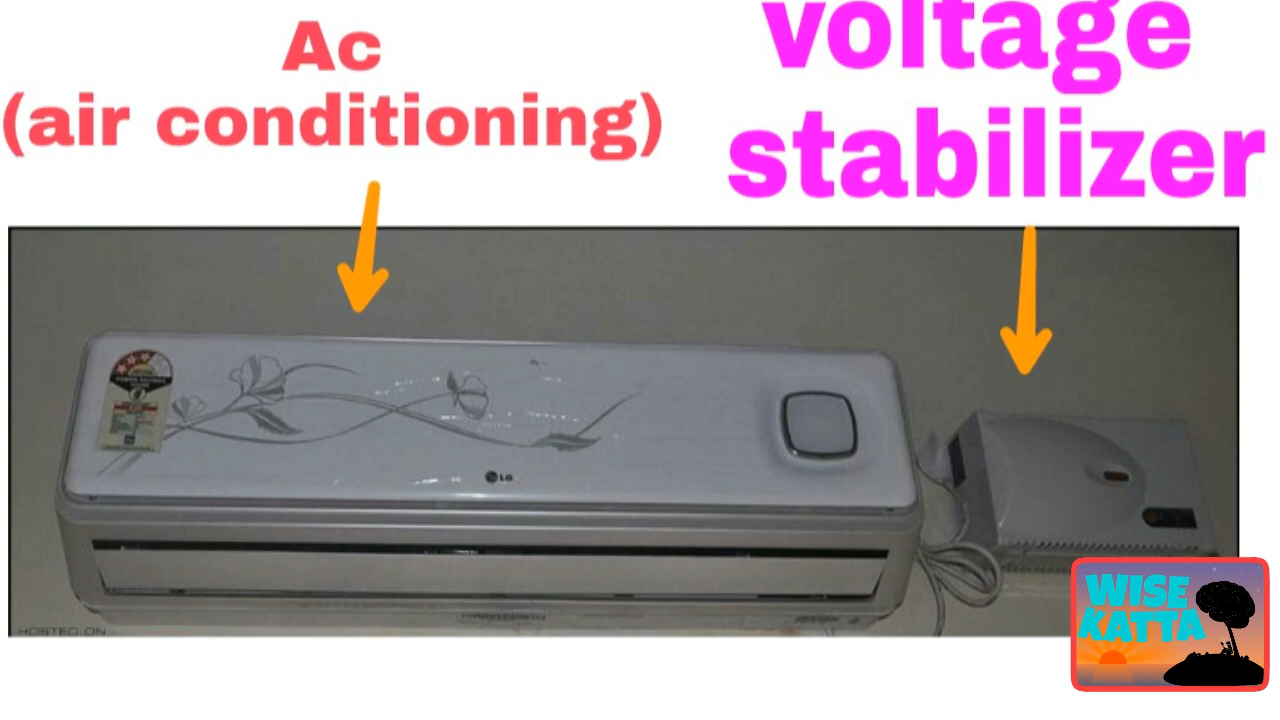 Ac
(air conditioning)
voltage
stabilizer
LG
HOSTED ON
WISE
KATTA